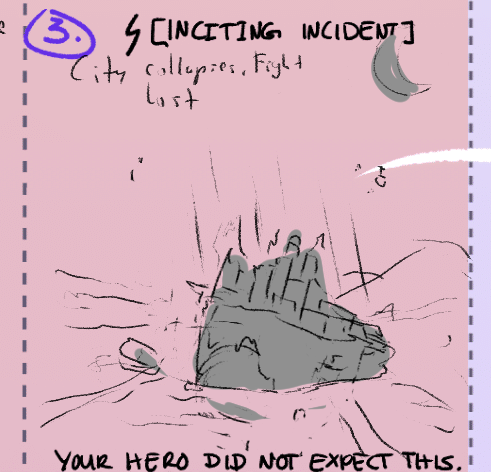 3.
[INCITING INCIDENT]
City collapses. Fight
lost
YOUR HERO DID NOT EXPECT THIS.